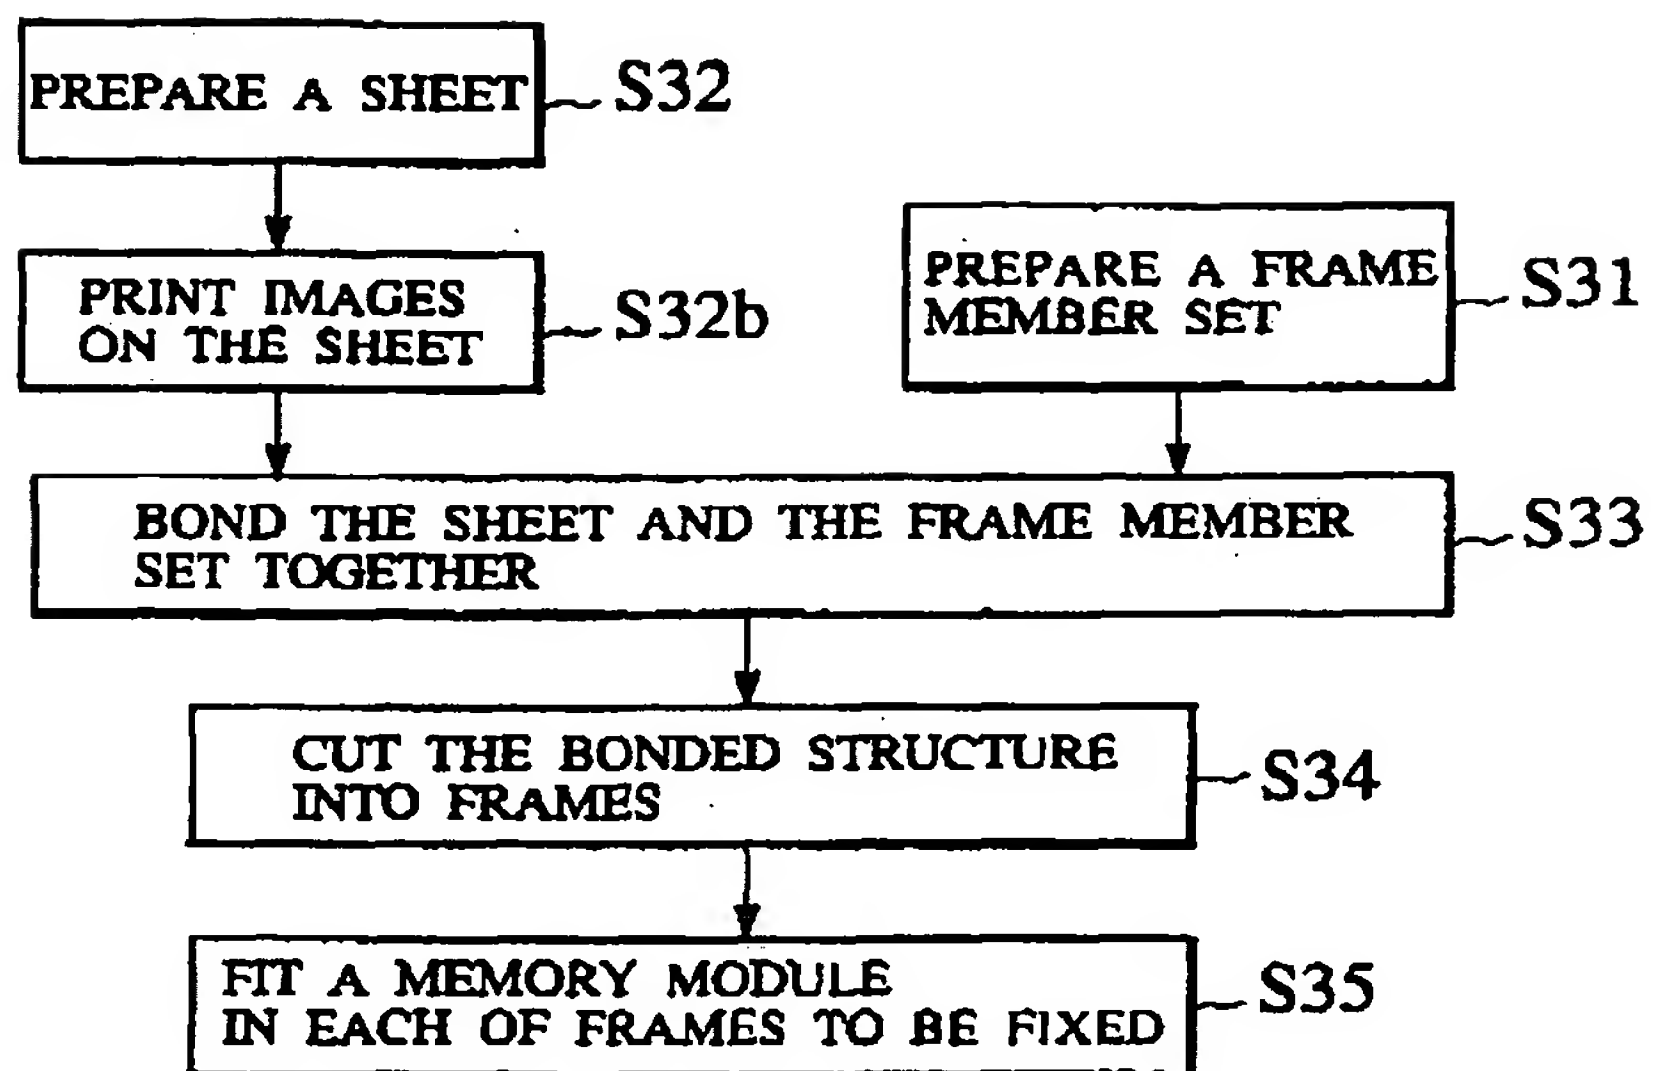 PREPARE A SHEET
S32
PRINT IMAGES
ON THE SHEET
S32b
PREPARE A FRAME
MEMBER SET
S31
BOND THE SHEET AND THE FRAME MEMBER
SET TOGETHER
S33
CUT THE BONDED STRUCTURE
INTO FRAMES
S34
FIT A MEMORY MODULE
IN EACH OF FRAMES TO BE FIXED
S35